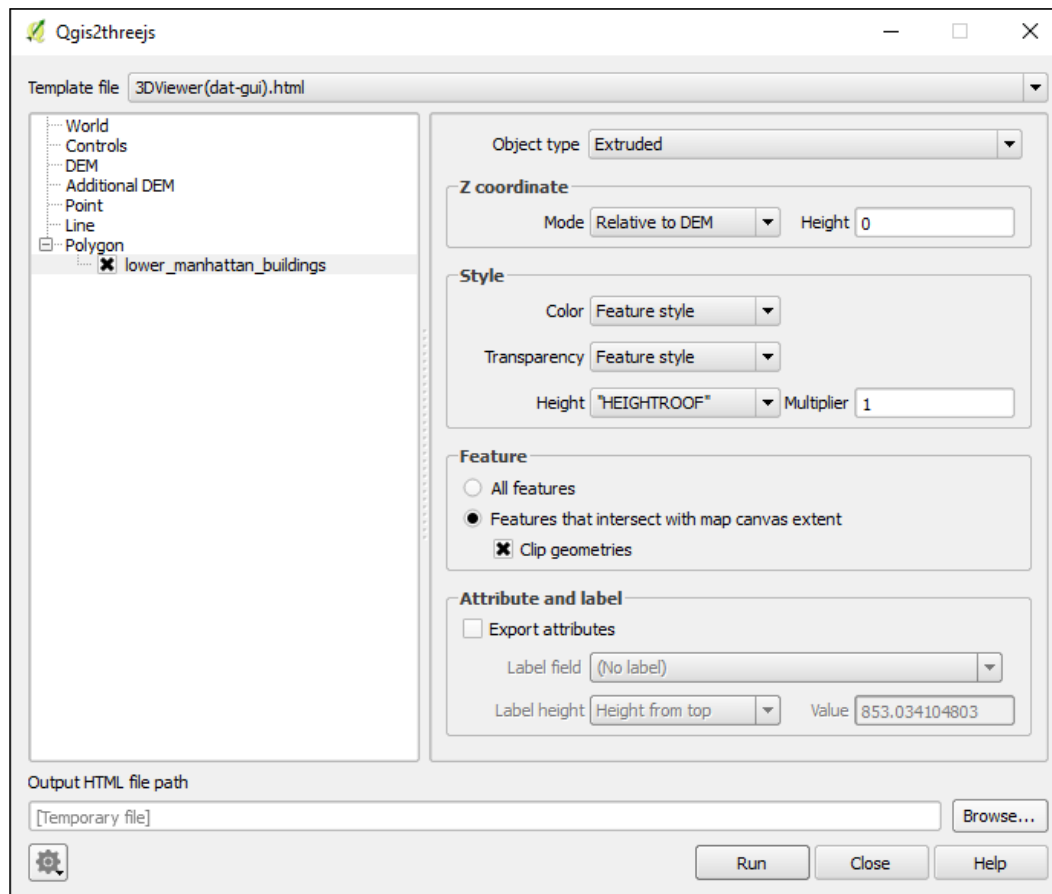 Qgis2threejs
Template file 3DViewer(dat-gui).html
World
Controls
DEM
Additional DEM
Point
Line
Polygon
lower_manhattan_buildings
Object type Extruded
Z coordinate
Mode Relative to DEM Height 0
Style
Color Feature style
Transparency Feature style
Height "HEIGHTROOF" Multiplier 1
Feature
All features
Features that intersect with map canvas extent
Clip geometries
Attribute and label
Export attributes
Label field (No label)
Label height Height from top Value 853.034104803
Output HTML file path
[Temporary file] Browse...
Run Close Help